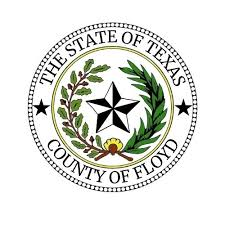 THE STATE OF TEXAS
COUNTY OF FLOYD